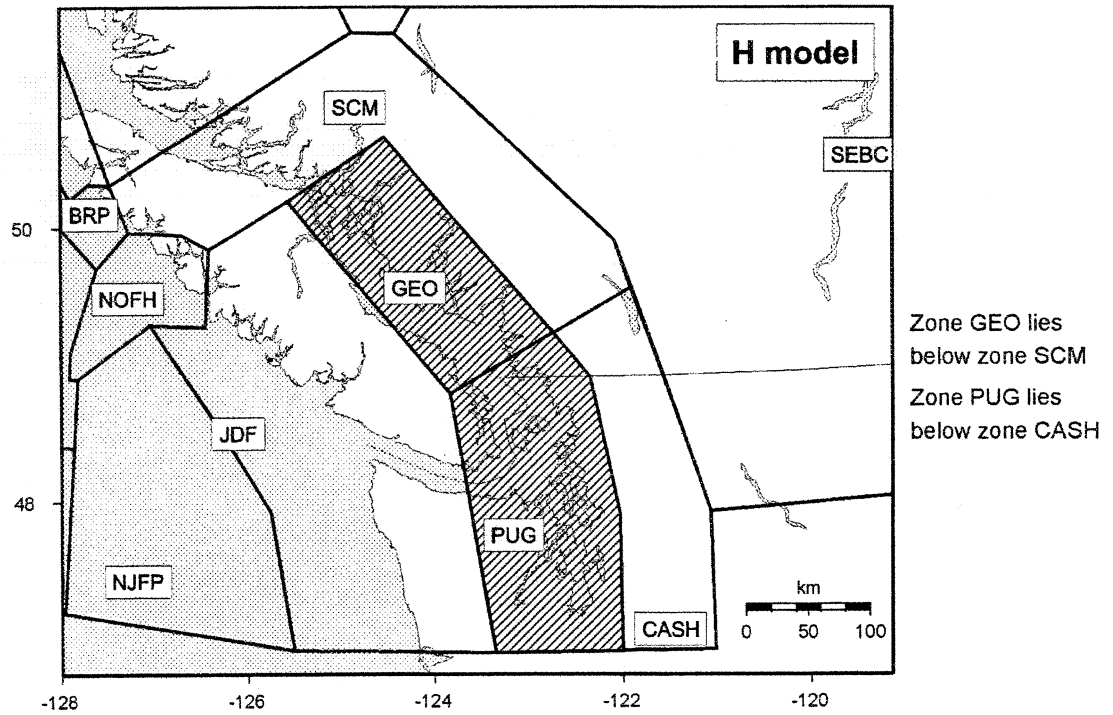 H model
SCM
SEBC
50
BRP
GEO
NOFH
Zone GEO lies
below zone SCM
Zone PUG lies
below zone CASH
JDF
48
PUG
NJFP
km
CASH
0 50 100
-128 -126 -124 -122 -120